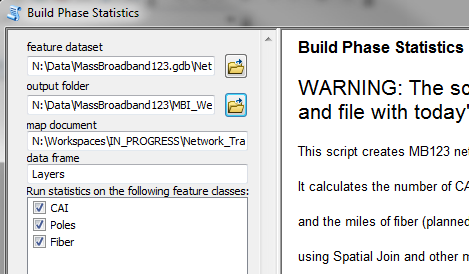 Build Phase Statistics
feature dataset
N:\Data\MassBroadband123.gdb\Net
output folder
N:\Data\MassBroadband123\MBI_We
map document
N:\Workspaces\IN_PROGRESS\Network_Tra
data frame
Layers
Run statistics on the following feature classes:
CAI
Poles
Fiber
Build Phase Statistics
WARNING: The sc
and file with today'
This script creates MB123 net
It calculates the number of CA
and the miles of fiber (planned
using Spatial Join and other m